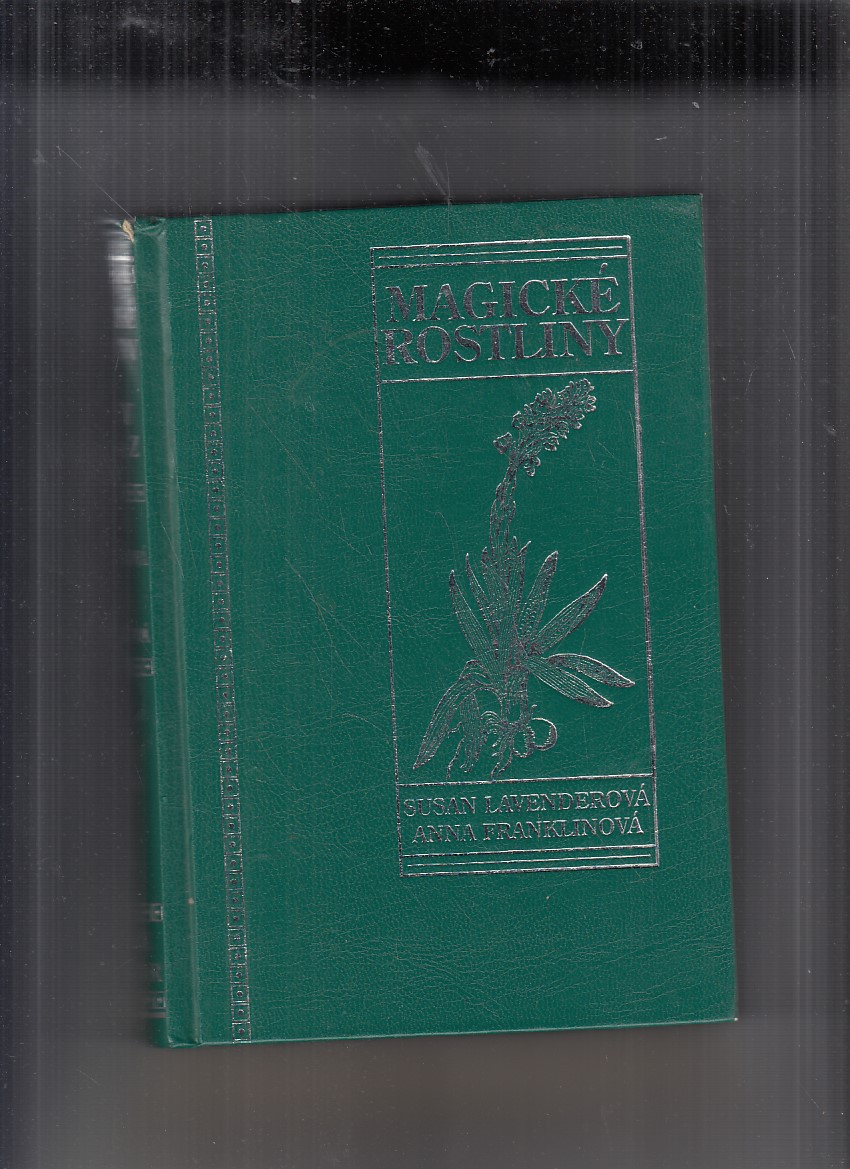 MAGICKÉ
ROSTLINY
SUSAN LAVENDEROVÁ
ANNA FRANKLINOVÁ